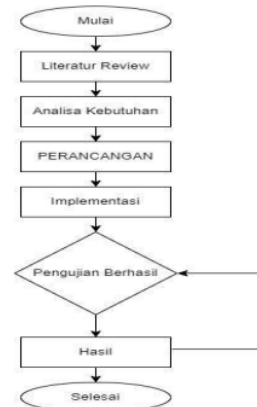 Mulai
Literatur Review
Analisa Kebutuhan
PERANCANGAN
Implementasi
Pengujian Berhasil
Hasil
Selesai